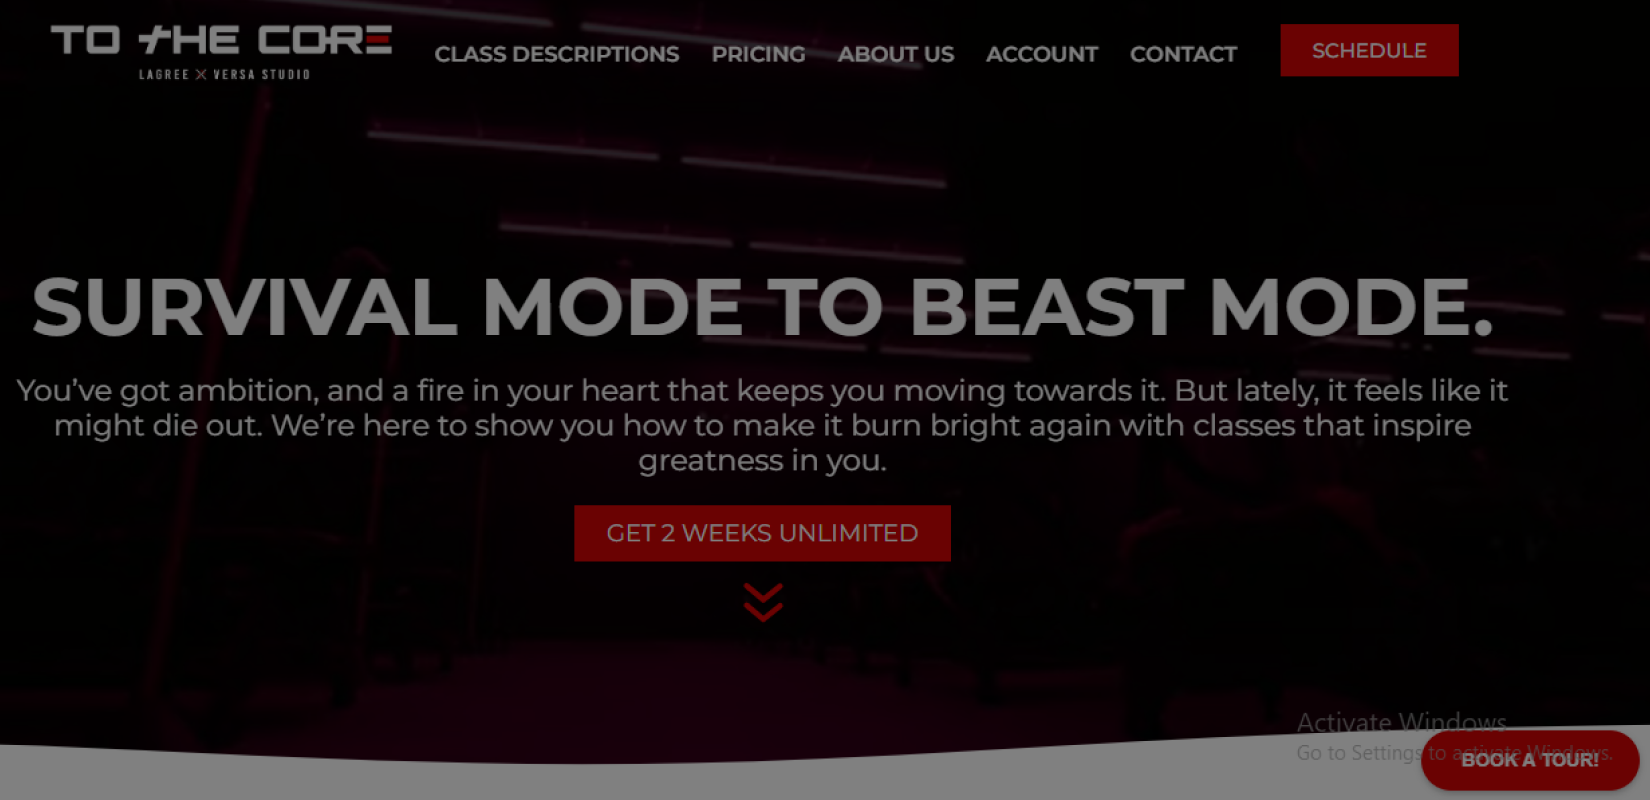 TO THE CORE
LAGREE X VERSA STUDIO
CLASS DESCRIPTIONS
PRICING
ABOUT US
ACCOUNT
CONTACT
SCHEDULE
SURVIVAL MODE TO BEAST MODE.
You’ve got ambition, and a fire in your heart that keeps you moving towards it. But lately, it feels like it
might die out. We’re here to show you how to make it burn bright again with classes that inspire
greatness in you.
GET 2 WEEKS UNLIMITED
Activate Windows
Go to Settings to activate Windows.
BOOK A TOUR!